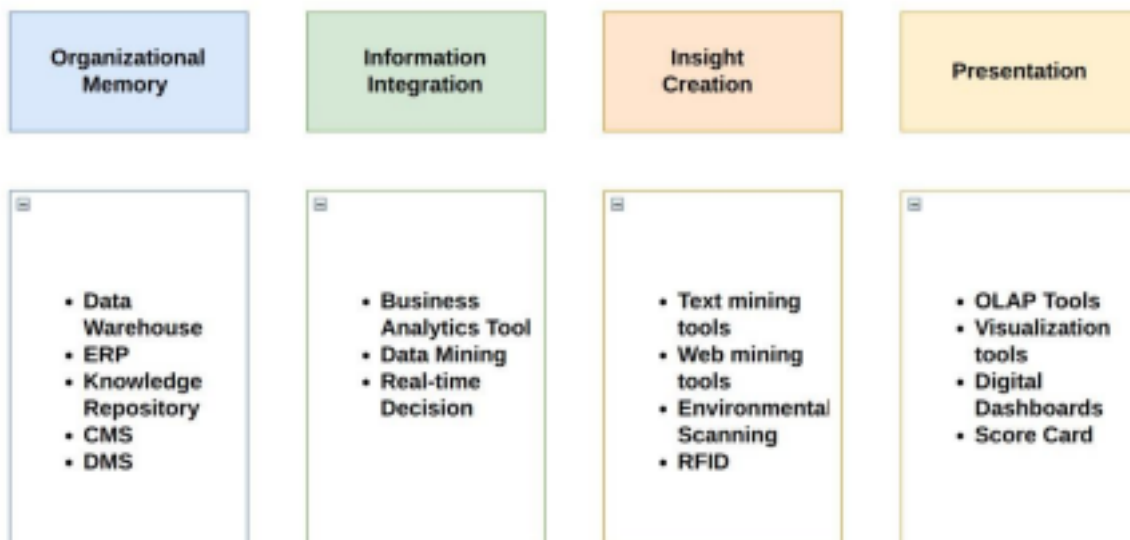 Organizational
Memory
Information
Integration
Insight
Creation
Presentation
• Data
Warehouse
• ERP
• Knowledge
Repository
• CMS
• DMS
• Business
Analytics Tool
• Data Mining
• Real-time
Decision
• Text mining
tools
• Web mining
tools
• Environmental
Scanning
• RFID
• OLAP Tools
• Visualization
tools
• Digital
Dashboards
• Score Card